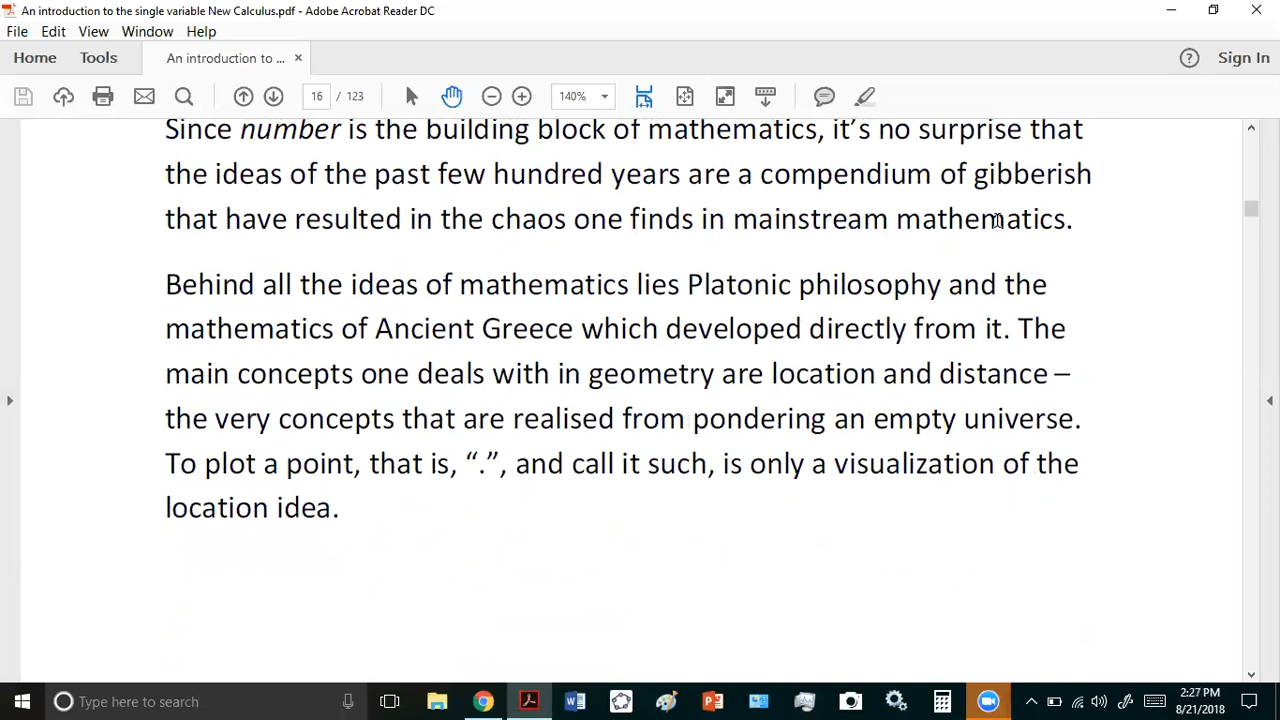 An introduction to the single variable New Calculus.pdf - Adobe Acrobat Reader DC
File Edit View Window Help
Home Tools An introduction to ... × Sign In
16 / 123 140%
Since number is the building block of mathematics, it's no surprise that
the ideas of the past few hundred years are a compendium of gibberish
that have resulted in the chaos one finds in mainstream mathematics.
Behind all the ideas of mathematics lies Platonic philosophy and the
mathematics of Ancient Greece which developed directly from it. The
main concepts one deals with in geometry are location and distance –
the very concepts that are realised from pondering an empty universe.
To plot a point, that is, “.”, and call it such, is only a visualization of the
location idea.
Type here to search
2:27 PM
8/21/2018